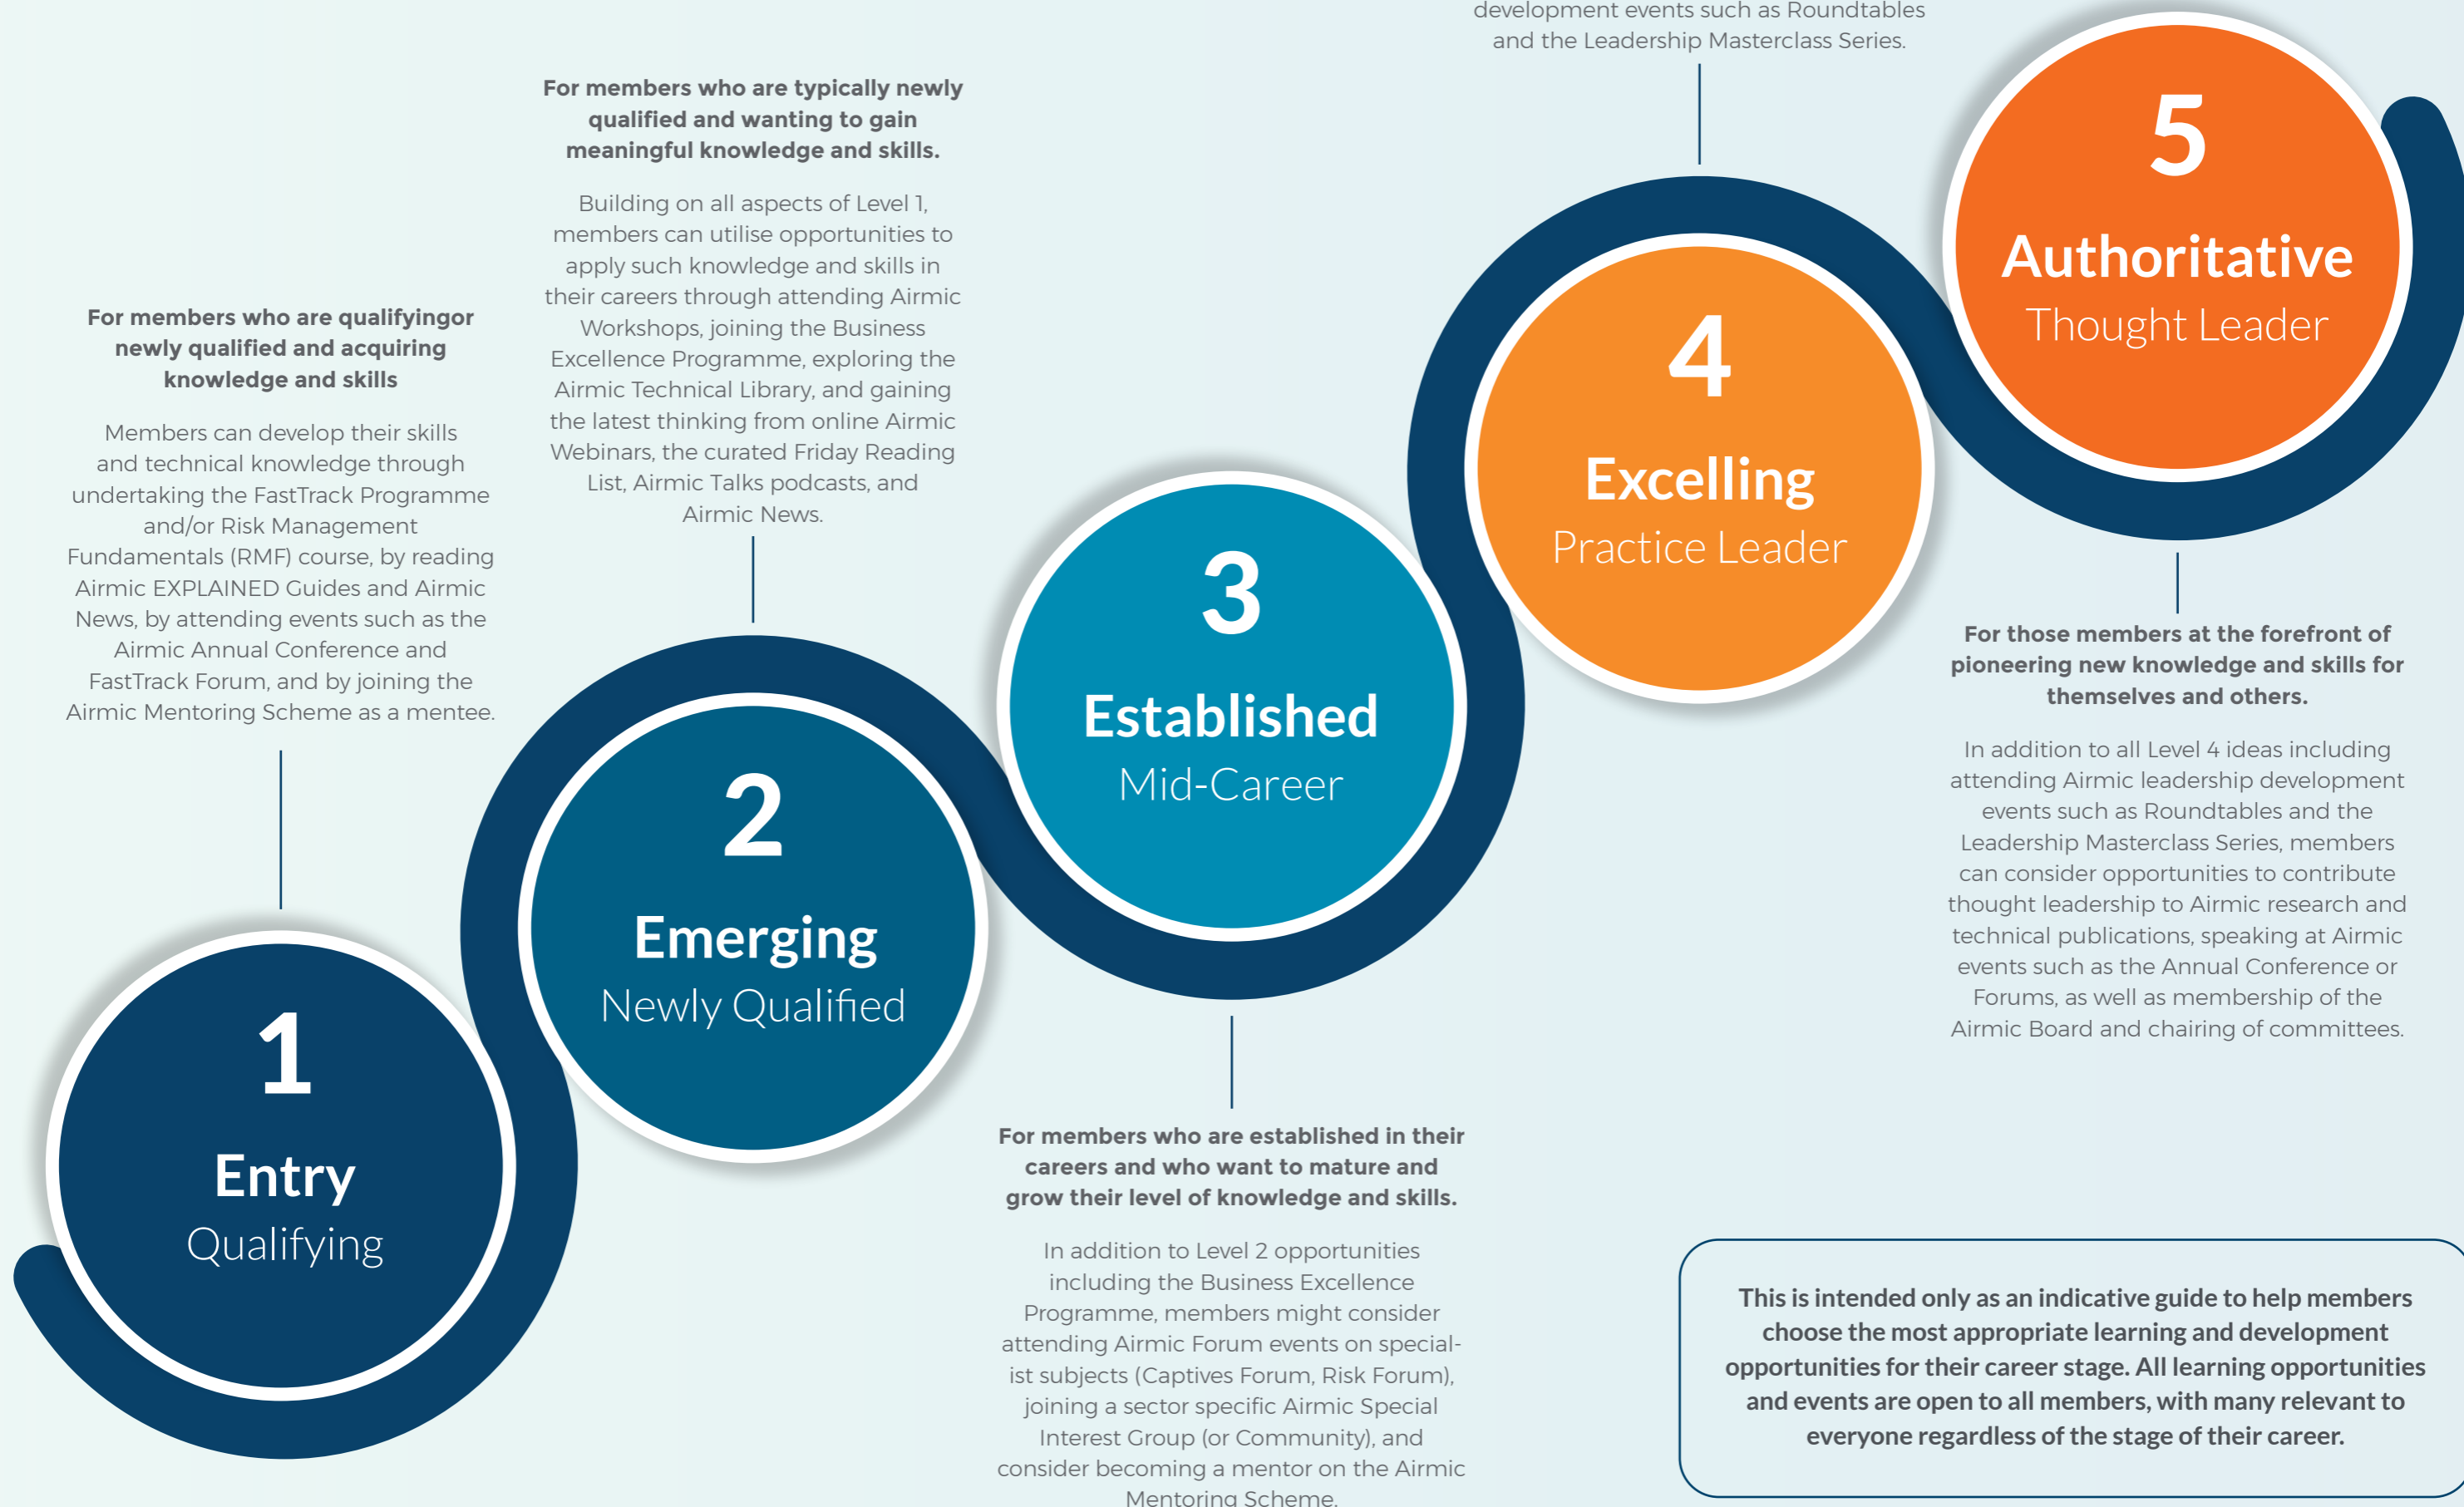 For members who are qualifyingor
newly qualified and acquiring
knowledge and skills
Members can develop their skills
and technical knowledge through
undertaking the FastTrack Programme
and/or Risk Management
Fundamentals (RMF) course, by reading
Airmic EXPLAINED Guides and Airmic
News, by attending events such as the
Airmic Annual Conference and
FastTrack Forum, and by joining the
Airmic Mentoring Scheme as a mentee.
1
Entry
Qualifying
For members who are typically newly
qualified and wanting to gain
meaningful knowledge and skills.
Building on all aspects of Level 1,
members can utilise opportunities to
apply such knowledge and skills in
their careers through attending Airmic
Workshops, joining the Business
Excellence Programme, exploring the
Airmic Technical Library, and gaining
the latest thinking from online Airmic
Webinars, the curated Friday Reading
List, Airmic Talks podcasts, and
Airmic News.
2
Emerging
Newly Qualified
3
Established
Mid-Career
For members who are established in their
careers and who want to mature and
grow their level of knowledge and skills.
In addition to Level 2 opportunities
including the Business Excellence
Programme, members might consider
attending Airmic Forum events on special-
ist subjects (Captives Forum, Risk Forum),
joining a sector specific Airmic Special
Interest Group (or Community), and
consider becoming a mentor on the Airmic
Mentoring Scheme.
development events such as Roundtables
and the Leadership Masterclass Series.
4
Excelling
Practice Leader
5
Authoritative
Thought Leader
For those members at the forefront of
pioneering new knowledge and skills for
themselves and others.
In addition to all Level 4 ideas including
attending Airmic leadership development
events such as Roundtables and the
Leadership Masterclass Series, members
can consider opportunities to contribute
thought leadership to Airmic research and
technical publications, speaking at Airmic
events such as the Annual Conference or
Forums, as well as membership of the
Airmic Board and chairing of committees.
This is intended only as an indicative guide to help members
choose the most appropriate learning and development
opportunities for their career stage. All learning opportunities
and events are open to all members, with many relevant to
everyone regardless of the stage of their career.